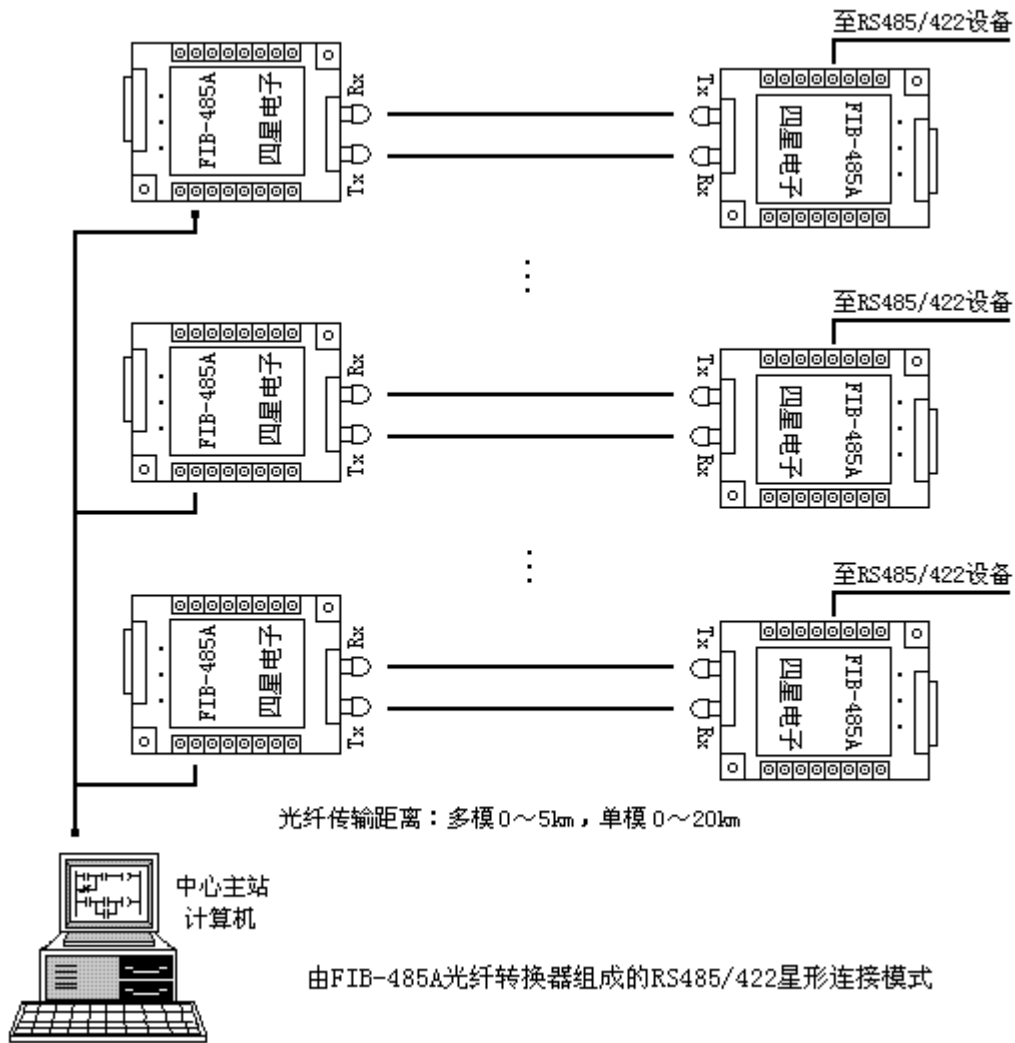 至RS485/422设备
FIB-485A
四星电子
Rx
Tx
Tx
Rx
四星电子
FIB-485A
至RS485/422设备
FIB-485A
四星电子
Rx
Tx
Tx
Rx
四星电子
FIB-485A
至RS485/422设备
FIB-485A
四星电子
Rx
Tx
Tx
Rx
四星电子
FIB-485A
光纤传输距离：多模0～5km，单模0～20km
中心主站
计算机
由FIB-485A光纤转换器组成的RS485/422星形连接模式